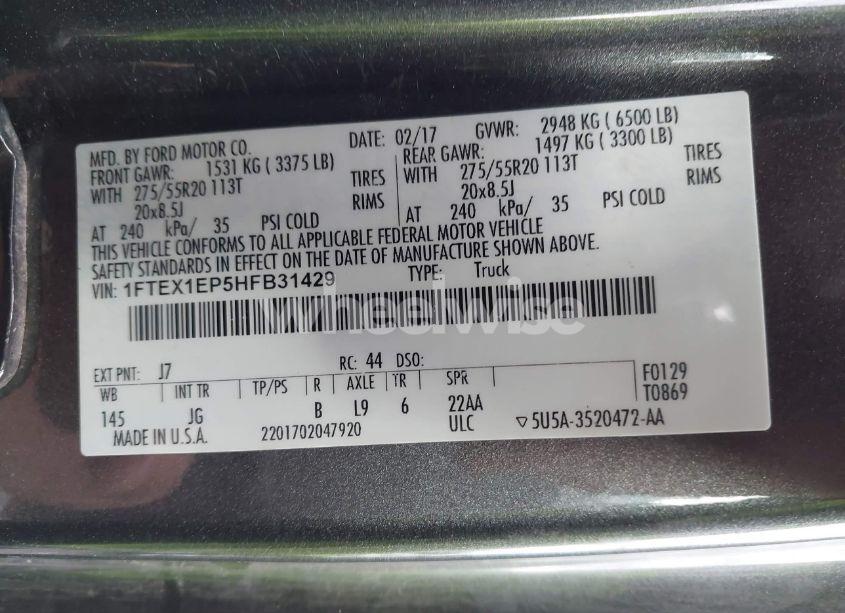 MFD. BY FORD MOTOR CO. DATE: 02/17 GVWR: 2948 KG ( 6500 LB)
FRONT GAWR: 1531 KG ( 3375 LB) REAR GAWR: 1497 KG ( 3300 LB)
WITH 275/55R20 113T TIRES 275/55R20 113T TIRES
20x8.5J RIMS WITH 20x8.5J RIMS
AT 240 kPa/ 35 PSI COLD AT 240 kPa/ 35 PSI COLD
THIS VEHICLE CONFORMS TO ALL APPLICABLE FEDERAL MOTOR VEHICLE
SAFETY STANDARDS IN EFFECT ON THE DATE OF MANUFACTURE SHOWN ABOVE.
VIN: 1FTEX1EP5HFB31429 TYPE: Truck
wheelwise
EXT PNT: J7 RC: 44 DSO: F0129
WB INT TR TP/PS R AXLE TR SPR T0869
145 JG B L9 6 22AA
MADE IN U.S.A. 2201702047920 ULC ▽5U5A-3520472-AA